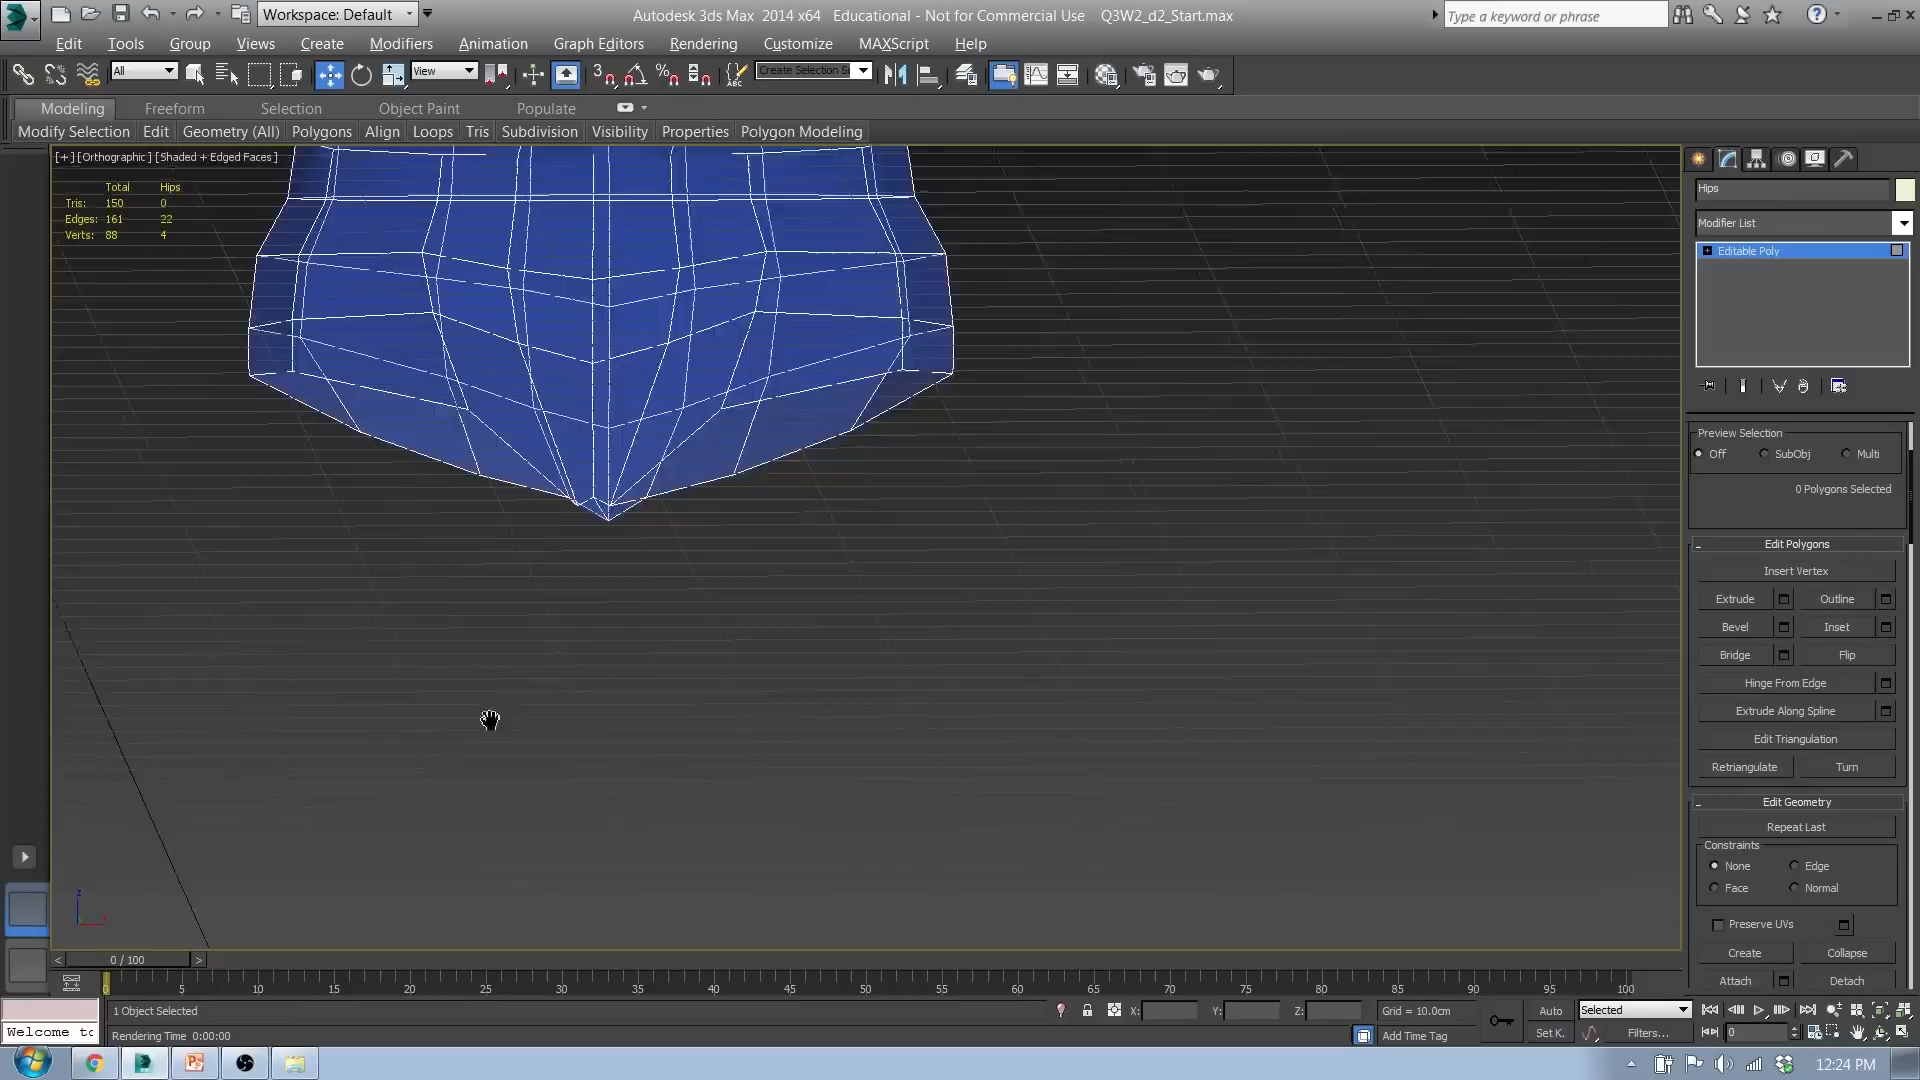 Workspace: Default
Autodesk 3ds Max 2014 x64 Educational - Not for Commercial Use Q3W2_d2_Start.max
Type a keyword or phrase
Edit Tools Group Views Create Modifiers Animation Graph Editors Rendering Customize MAXScript Help
All View 3 Create Selection Se
Modeling Freeform Selection Object Paint Populate
Modify Selection Edit Geometry (All) Polygons Align Loops Tris Subdivision Visibility Properties Polygon Modeling
[+] [Orthographic] [Shaded + Edged Faces]
Total Hips
Tris: 150 0
Edges: 161 22
Verts: 88 4
Hips
Modifier List
Editable Poly
Preview Selection
Off SubObj Multi
0 Polygons Selected
Edit Polygons
Insert Vertex
Extrude Outline
Bevel Inset
Bridge Flip
Hinge From Edge
Extrude Along Spline
Edit Triangulation
Retriangulate Turn
Edit Geometry
Repeat Last
Constraints
None Edge
Face Normal
Preserve UVs
Create Collapse
Attach Detach
z
< 0 / 100 >
0 5 10 15 20 25 30 35 40 45 50 55 60 65 70 75 80 85 90 95 100
1 Object Selected X: Y: Z: Grid = 10.0cm Auto Selected
Welcome to Rendering Time 0:00:00 Add Time Tag Set K. Filters... 0
12:24 PM